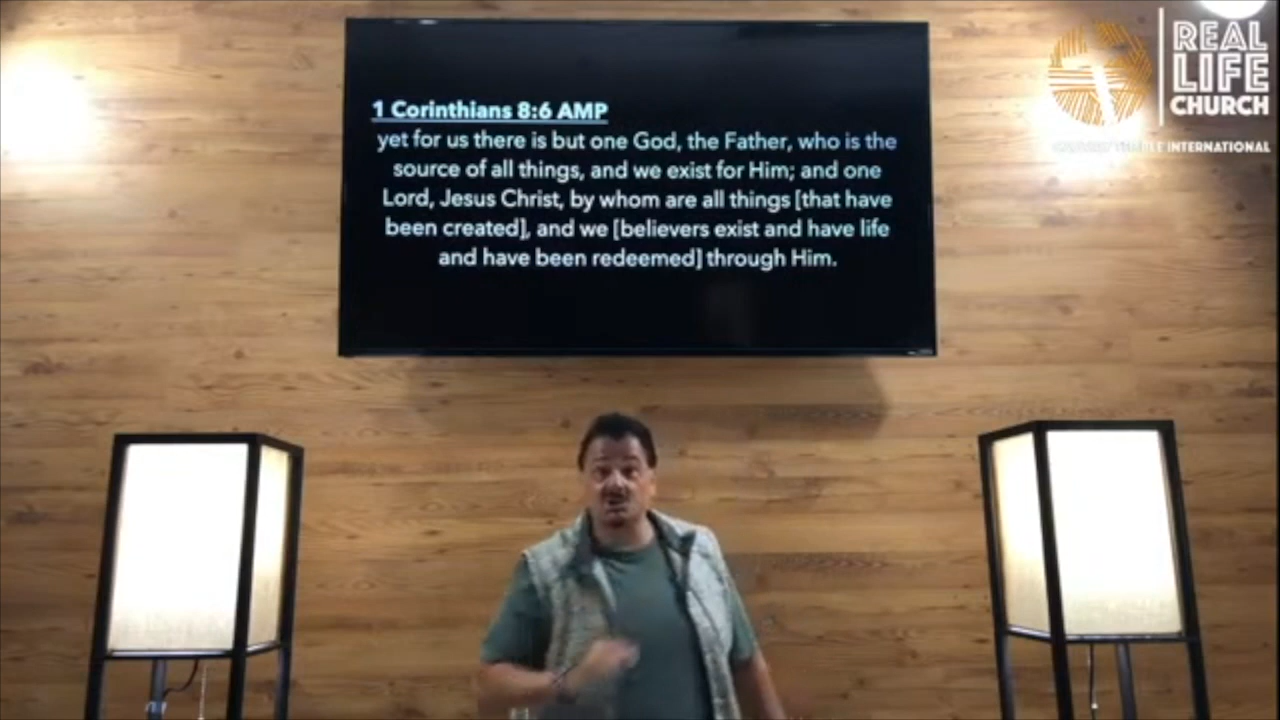 1 Corinthians 8:6 AMP
yet for us there is but one God, the Father, who is the
source of all things, and we exist for Him; and one
Lord, Jesus Christ, by whom are all things [that have
been created], and we [believers exist and have life
and have been redeemed] through Him.
REAL
LIFE
CHURCH
INTERNATIONAL